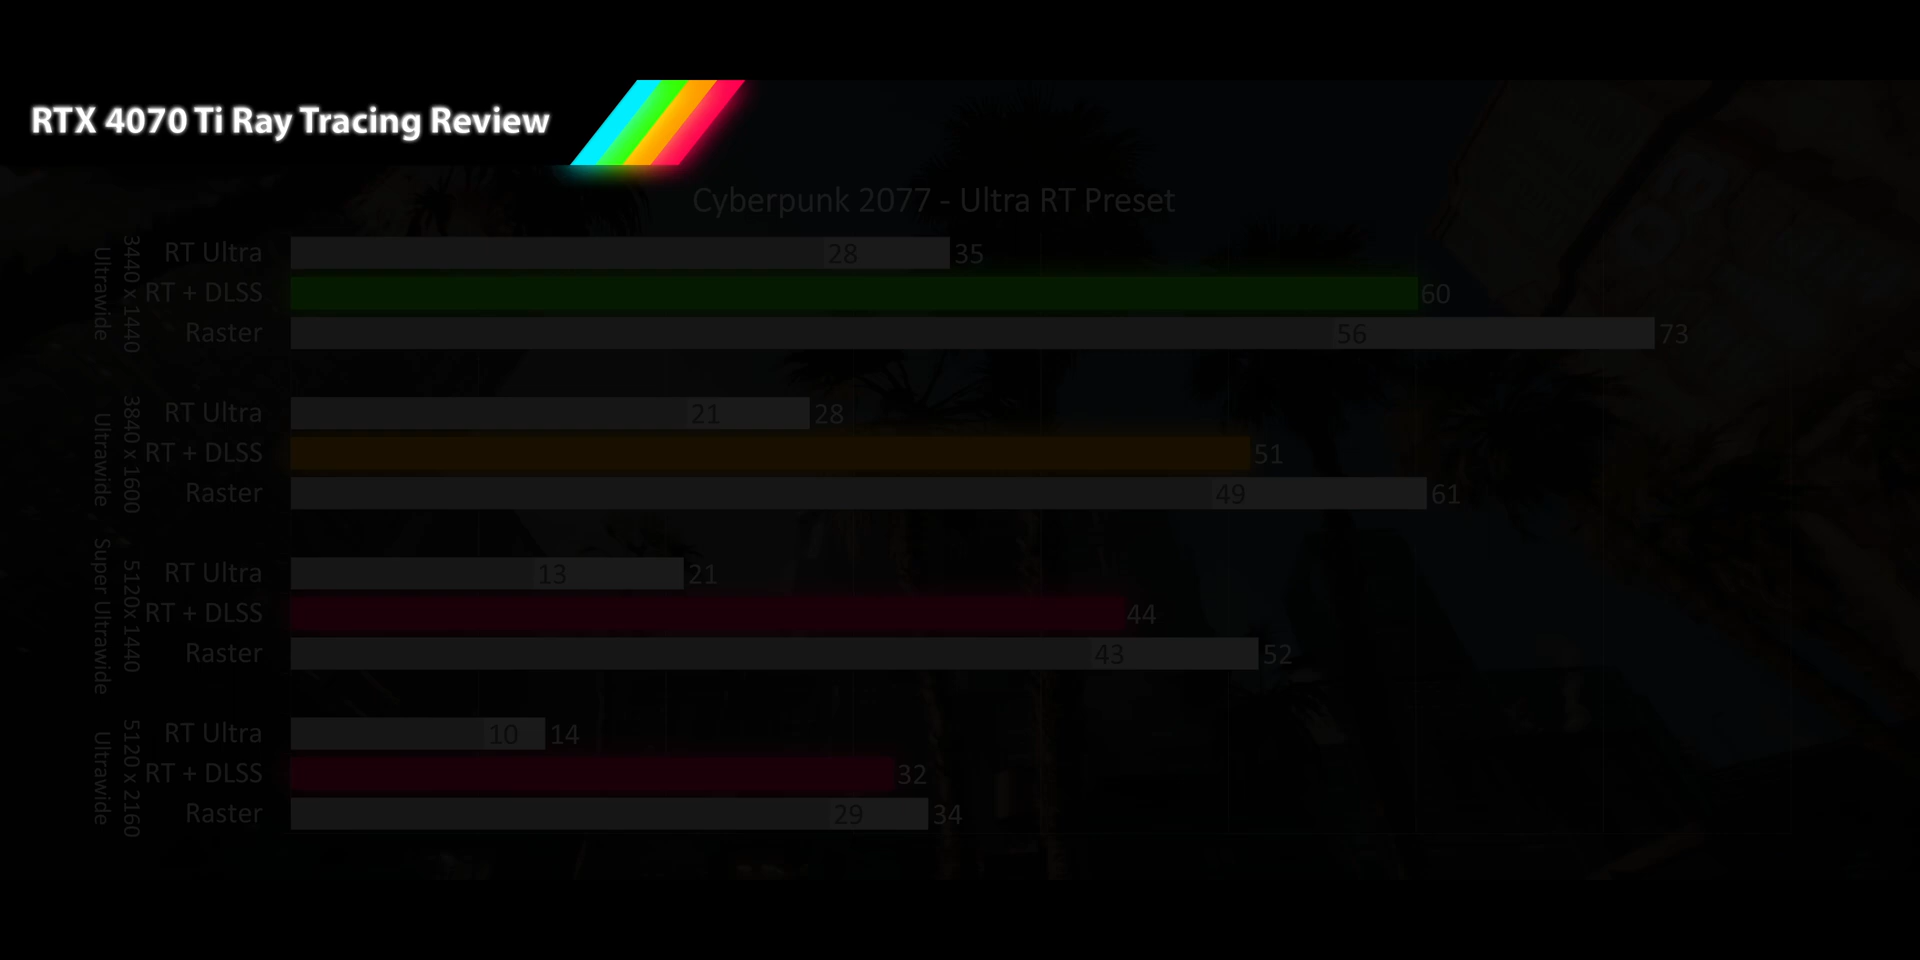 RTX 4070 Ti Ray Tracing Review
Cyberpunk 2077 - Ultra RT Preset
3440 x 1440
Ultrawide
RT Ultra 28 35
RT + DLSS 60
Raster 56 73
3840 x 1600
Ultrawide
RT Ultra 21 28
RT + DLSS 51
Raster 49 61
5120x 1440
Super Ultrawide
RT Ultra 13 21
RT + DLSS 44
Raster 43 52
5120 x 2160
Ultrawide
RT Ultra 10 14
RT + DLSS 32
Raster 29 34